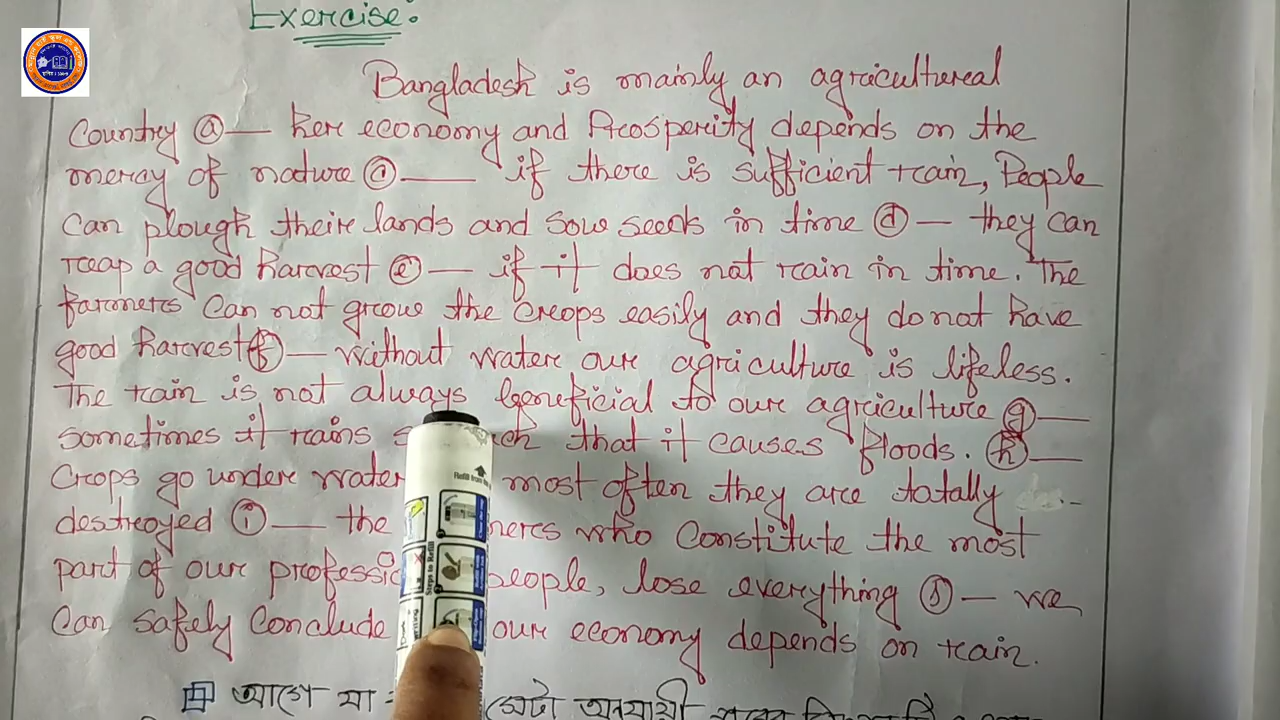 Exercise:
Bangladesh is mainly an agricultural
Country ⓐ — her economy and Prosperity depends on the
mercy of nature ⓐ — if there is sufficient rain, People
Can plough their lands and sow seeds in time ⓓ — they can
reap a good harvest ⓔ — if it does not rain in time. The
farmers can not grow the crops easily and they do not have
good harvest ⓕ — without water our agriculture is lifeless.
The rain is not always beneficial to our agriculture ⓖ —
sometimes it rains that it causes floods. ⓗ —
Crops go under water most often they are totally
destroyed ⓘ — the who constitute the most
part of our people, lose everything ⓙ — we
Can safely conclude our economy depends on rain.
আগে যা